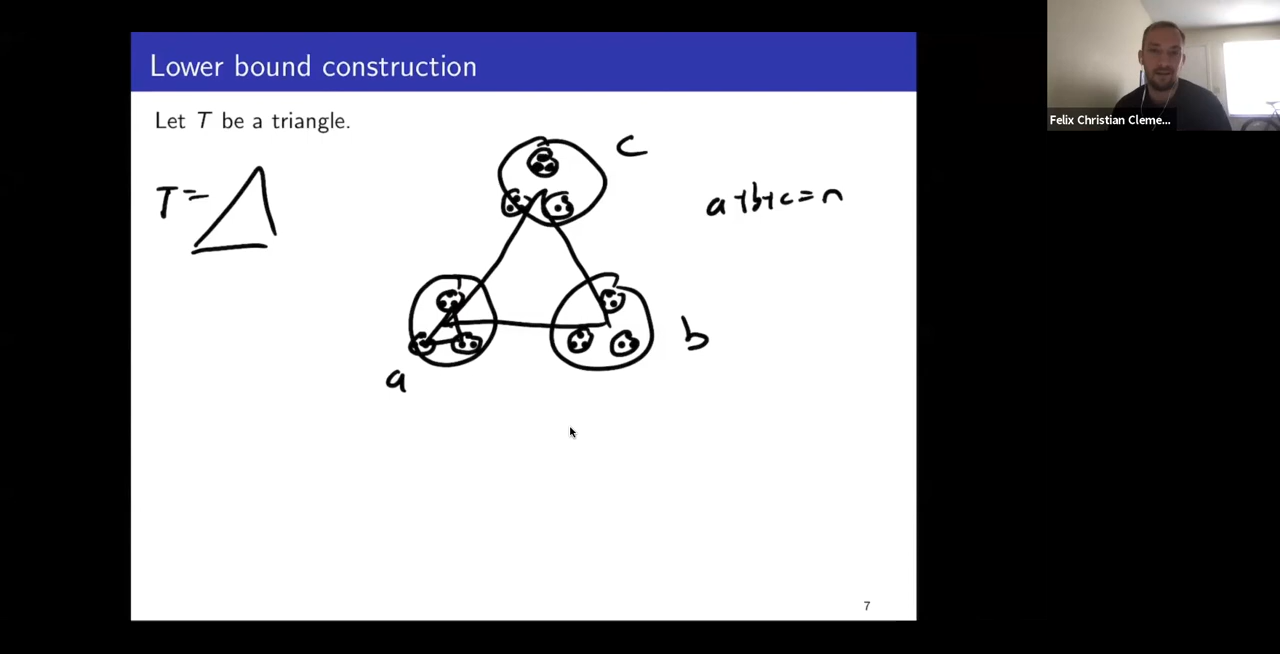 Lower bound construction
Let T be a triangle.
T =
c
a+b+c=n
b
a
7
Felix Christian Cleme...